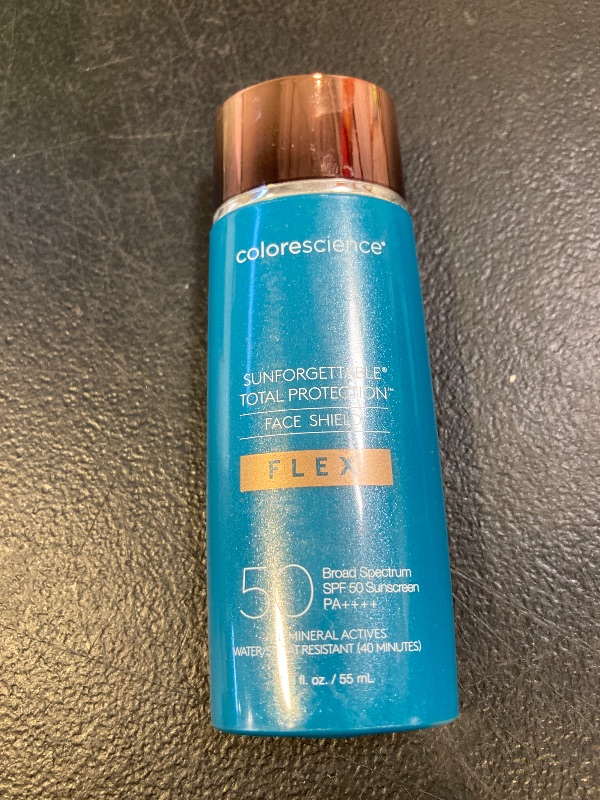 colorescience®
SUNFORGETTABLE®
TOTAL PROTECTION™
FACE SHIELD
FLEX
50
Broad Spectrum
SPF 50 Sunscreen
PA++++
MINERAL ACTIVES
RESISTANT (40 MINUTES)
fl. oz. / 55 mL